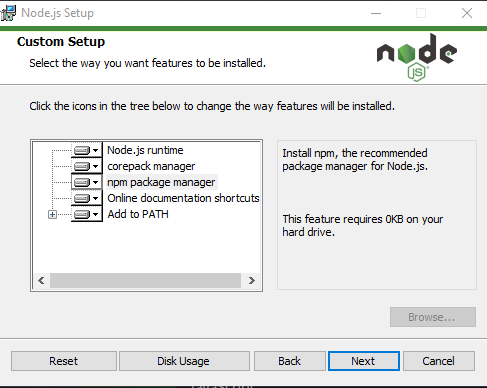 Node.js Setup
Custom Setup
Select the way you want features to be installed.
node
JS
Click the icons in the tree below to change the way features will be installed.
Node.js runtime
corepack manager
npm package manager
Online documentation shortcuts
Add to PATH
Install npm, the recommended
package manager for Node.js.
This feature requires 0KB on your
hard drive.
Browse...
Reset
Disk Usage
Back
Next
Cancel